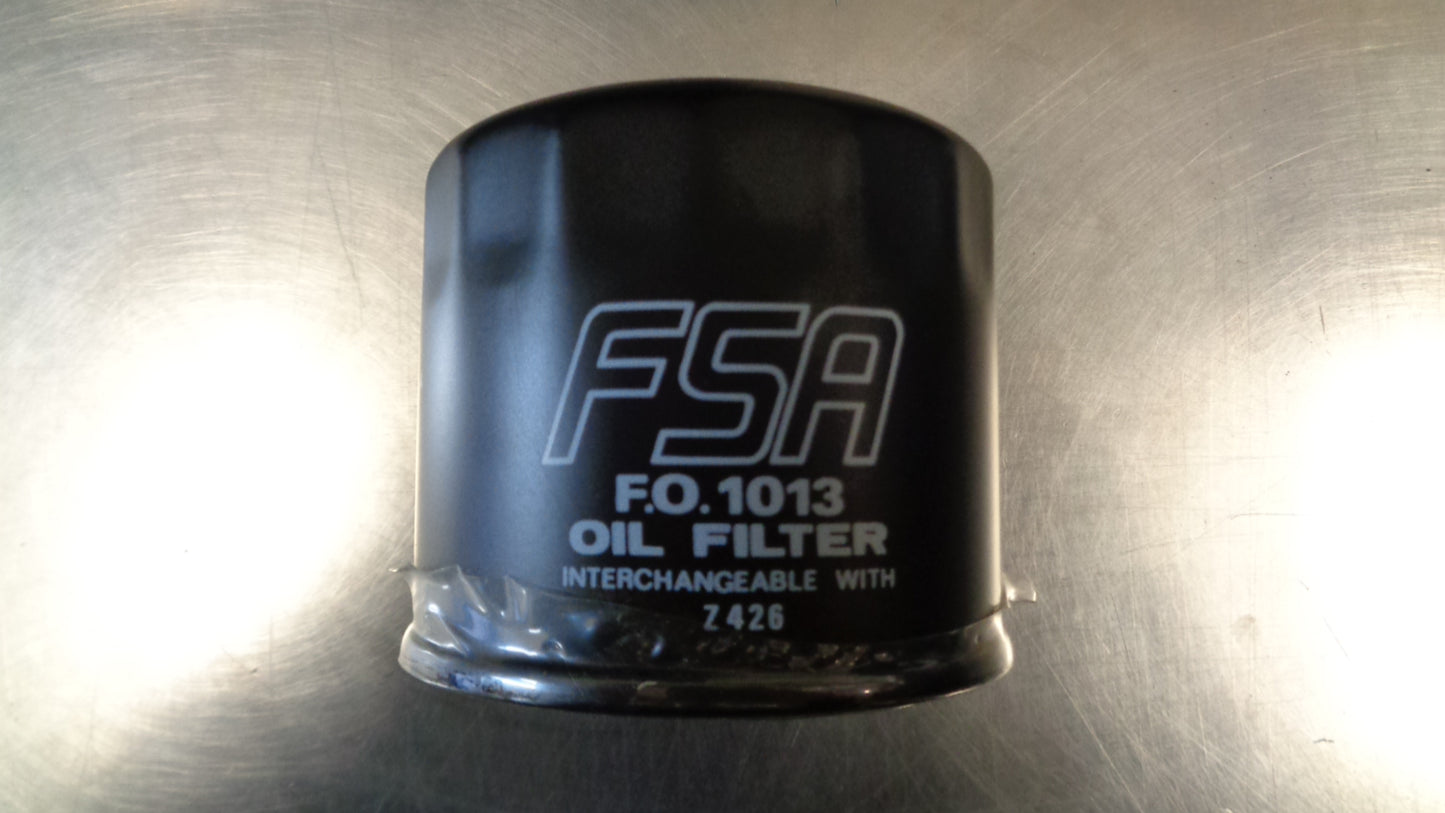 FSA
F.O. 1013
OIL FILTER
INTERCHANGEABLE WITH
Z426